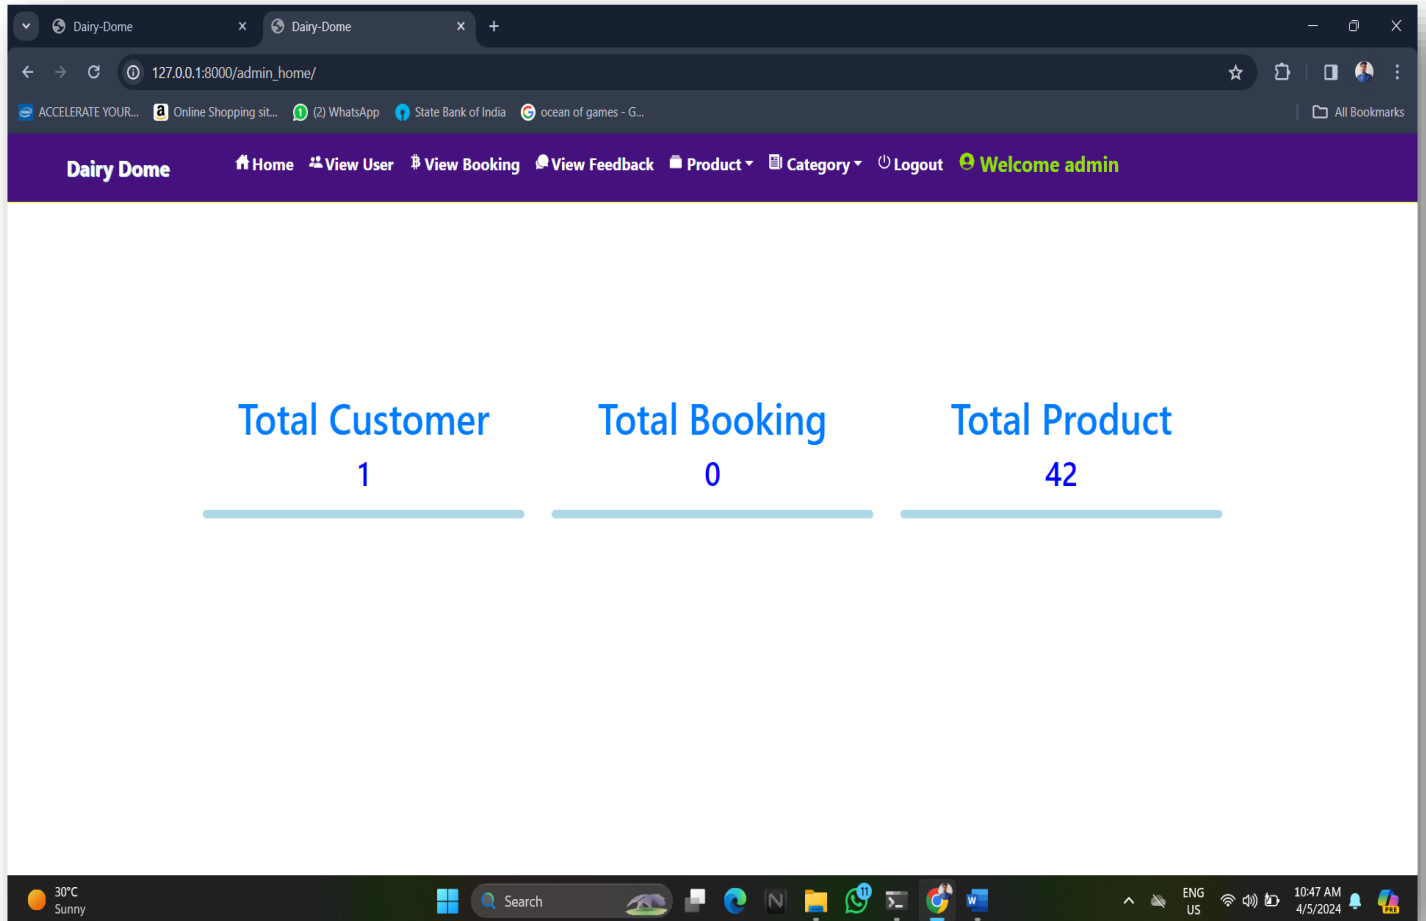 Dairy-Dome
Dairy-Dome
127.0.0.1:8000/admin_home/
ACCELERATE YOUR... a Online Shopping sit... 1 (2) WhatsApp State Bank of India G ocean of games - G... All Bookmarks
Dairy Dome Home View User View Booking View Feedback Product Category Logout Welcome admin
Total Customer Total Booking Total Product
1 0 42
30°C
Sunny
Search
11
ENG
US
10:47 AM
4/5/2024
PRE